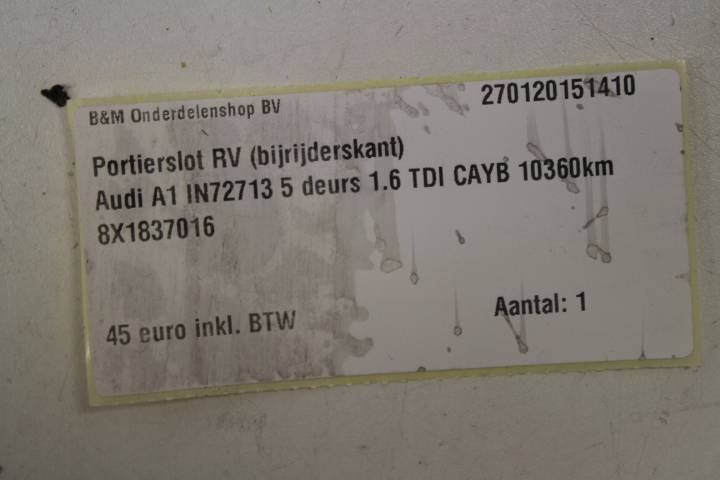 B&M Onderdelenshop BV 270120151410
Portierslot RV (bijrijderskant)
Audi A1 IN72713 5 deurs 1.6 TDI CAYB 10360km
8X1837016
45 euro inkl. BTW Aantal: 1